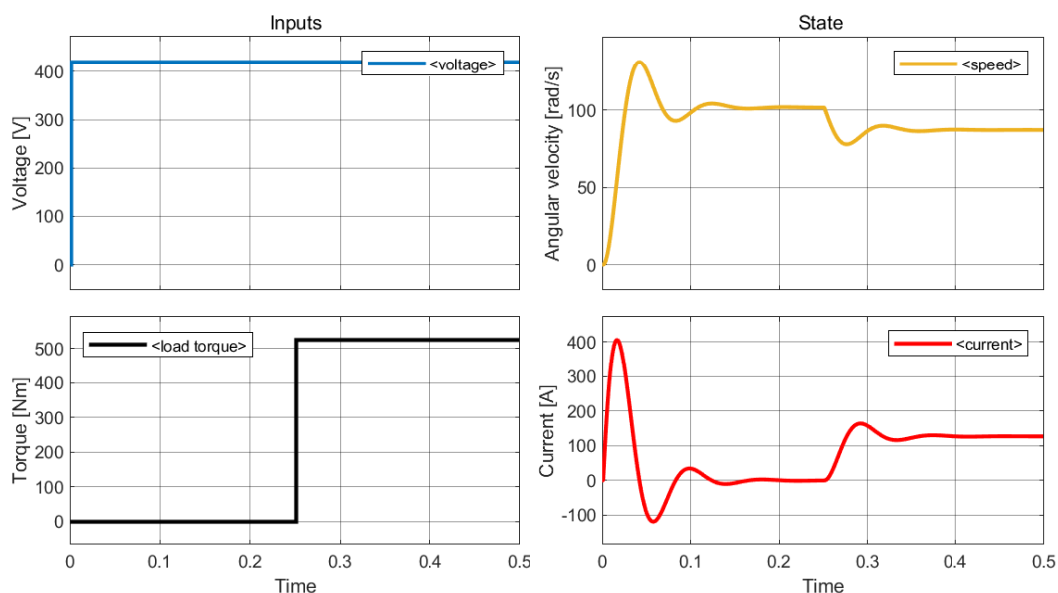 Inputs
Voltage [V]
400
300
200
100
0
<voltage>
State
Angular velocity [rad/s]
100
50
0
<speed>
Torque [Nm]
500
400
300
200
100
0
<load torque>
0
0.1
0.2
0.3
0.4
0.5
Time
Current [A]
400
300
200
100
0
-100
<current>
0
0.1
0.2
0.3
0.4
0.5
Time